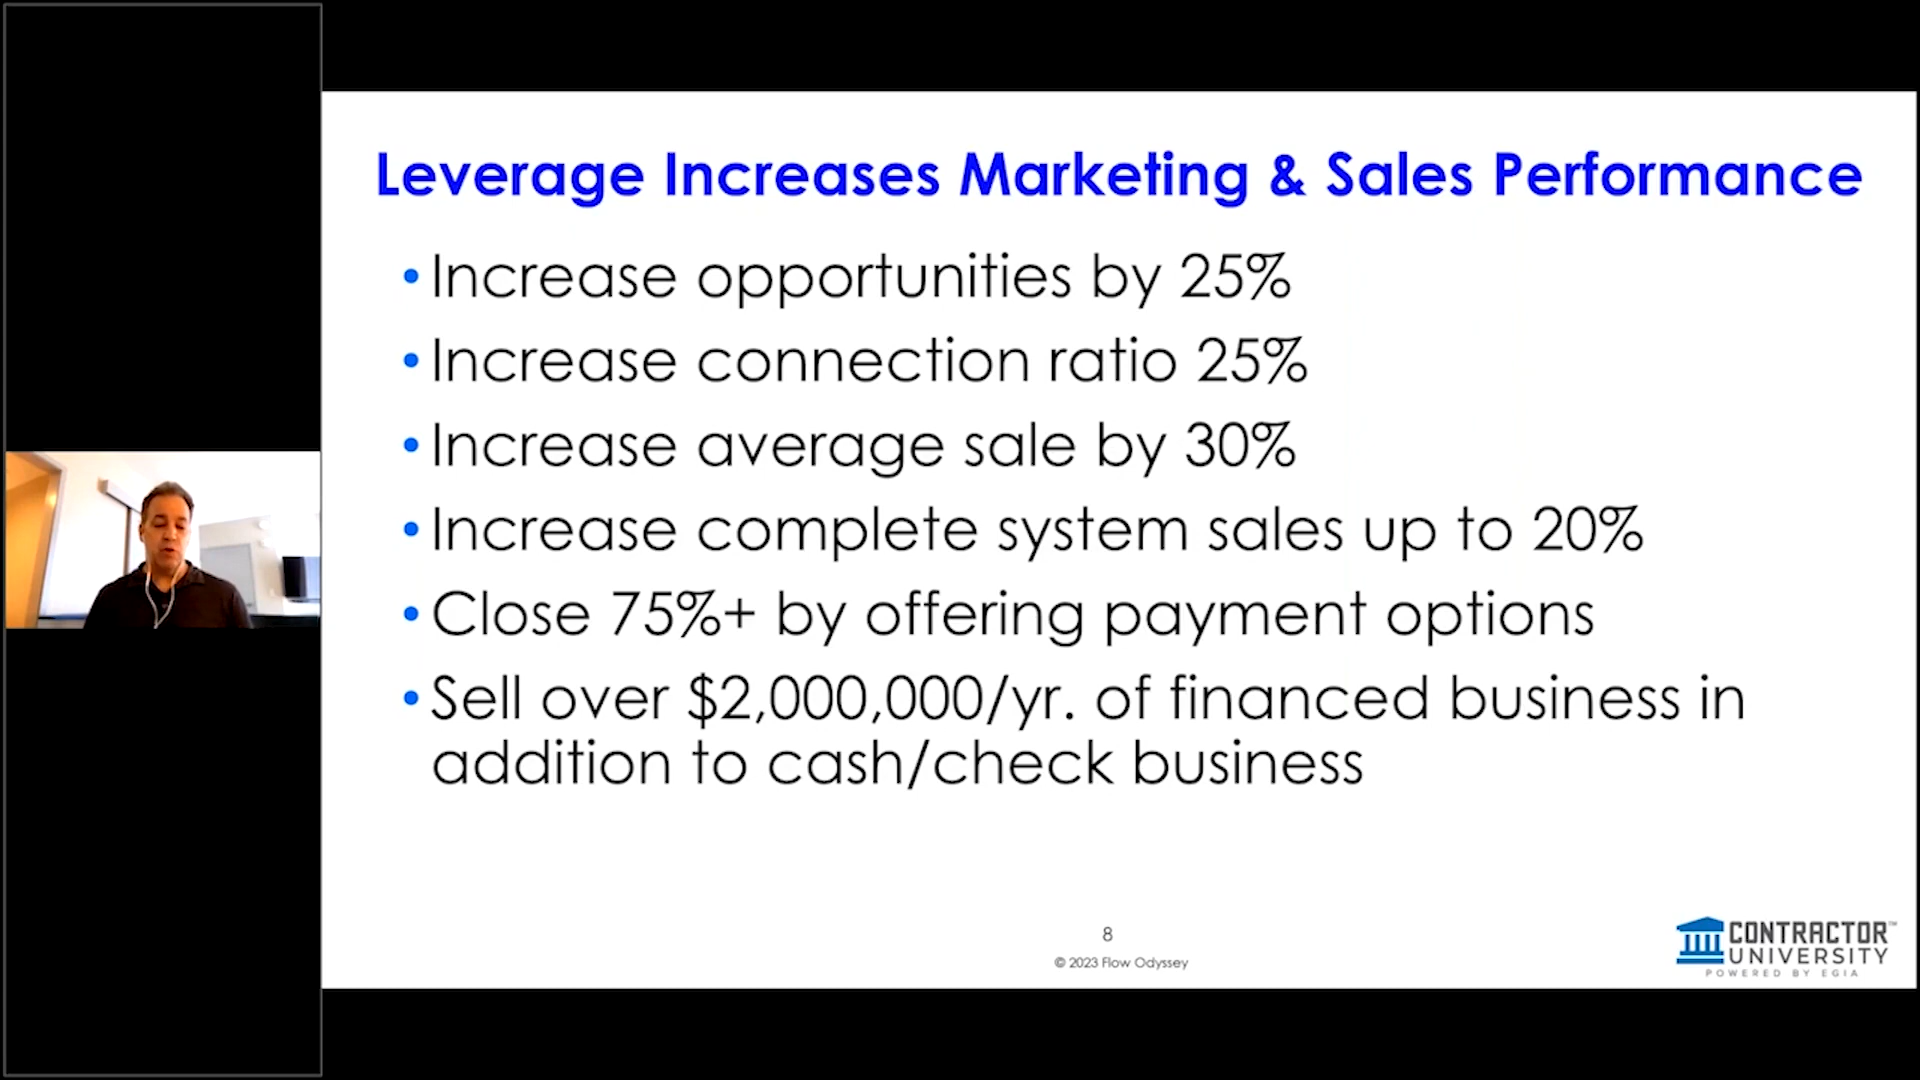 Leverage Increases Marketing & Sales Performance
•Increase opportunities by 25%
•Increase connection ratio 25%
•Increase average sale by 30%
•Increase complete system sales up to 20%
•Close 75%+ by offering payment options
•Sell over $2,000,000/yr. of financed business in
addition to cash/check business
8
© 2023 Flow Odyssey
CONTRACTOR™
UNIVERSITY
POWERED BY EGIA